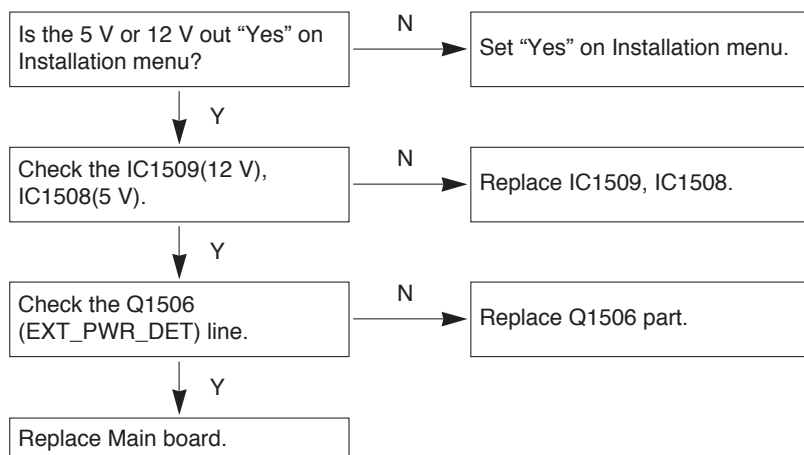 Is the 5 V or 12 V out “Yes” on
Installation menu?
N
Set “Yes” on Installation menu.
Y
Check the IC1509(12 V),
IC1508(5 V).
N
Replace IC1509, IC1508.
Y
Check the Q1506
(EXT_PWR_DET) line.
N
Replace Q1506 part.
Y
Replace Main board.